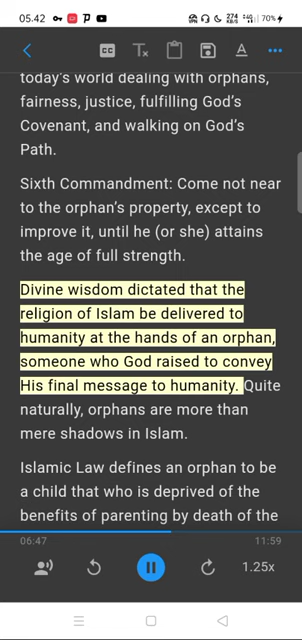 05.42
274 KB/S
4G
70%
CC
T
A
today's world dealing with orphans,
fairness, justice, fulfilling God's
Covenant, and walking on God's
Path.
Sixth Commandment: Come not near
to the orphan's property, except to
improve it, until he (or she) attains
the age of full strength.
Divine wisdom dictated that the
religion of Islam be delivered to
humanity at the hands of an orphan,
someone who God raised to convey
His final message to humanity. Quite
naturally, orphans are more than
mere shadows in Islam.
Islamic Law defines an orphan to be
a child that who is deprived of the
benefits of parenting by death of the
06:47
11:59
1.25x